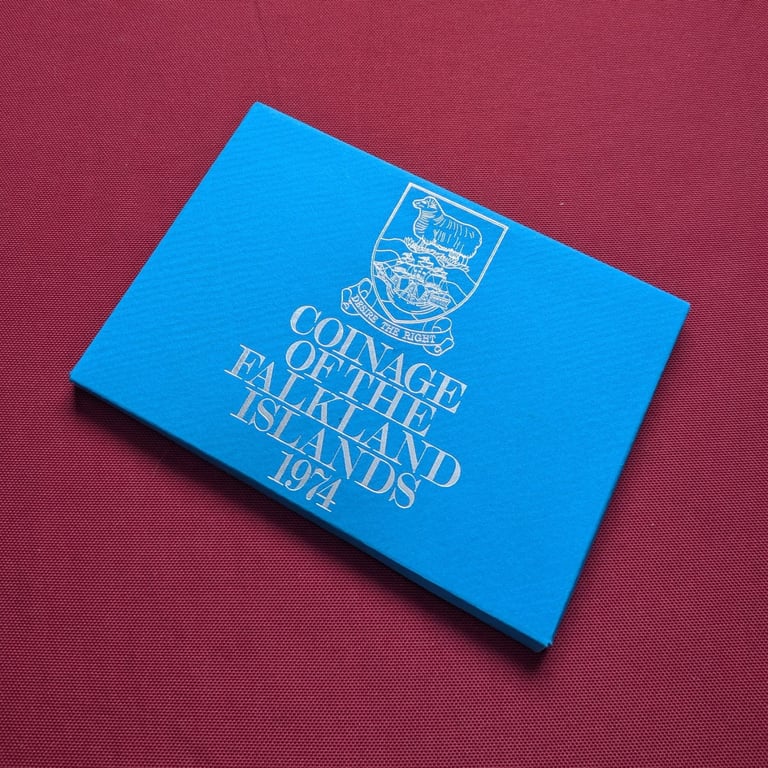 DESIRE THE RIGHT
COINAGE
OF THE
FALKLAND
ISLANDS
1974